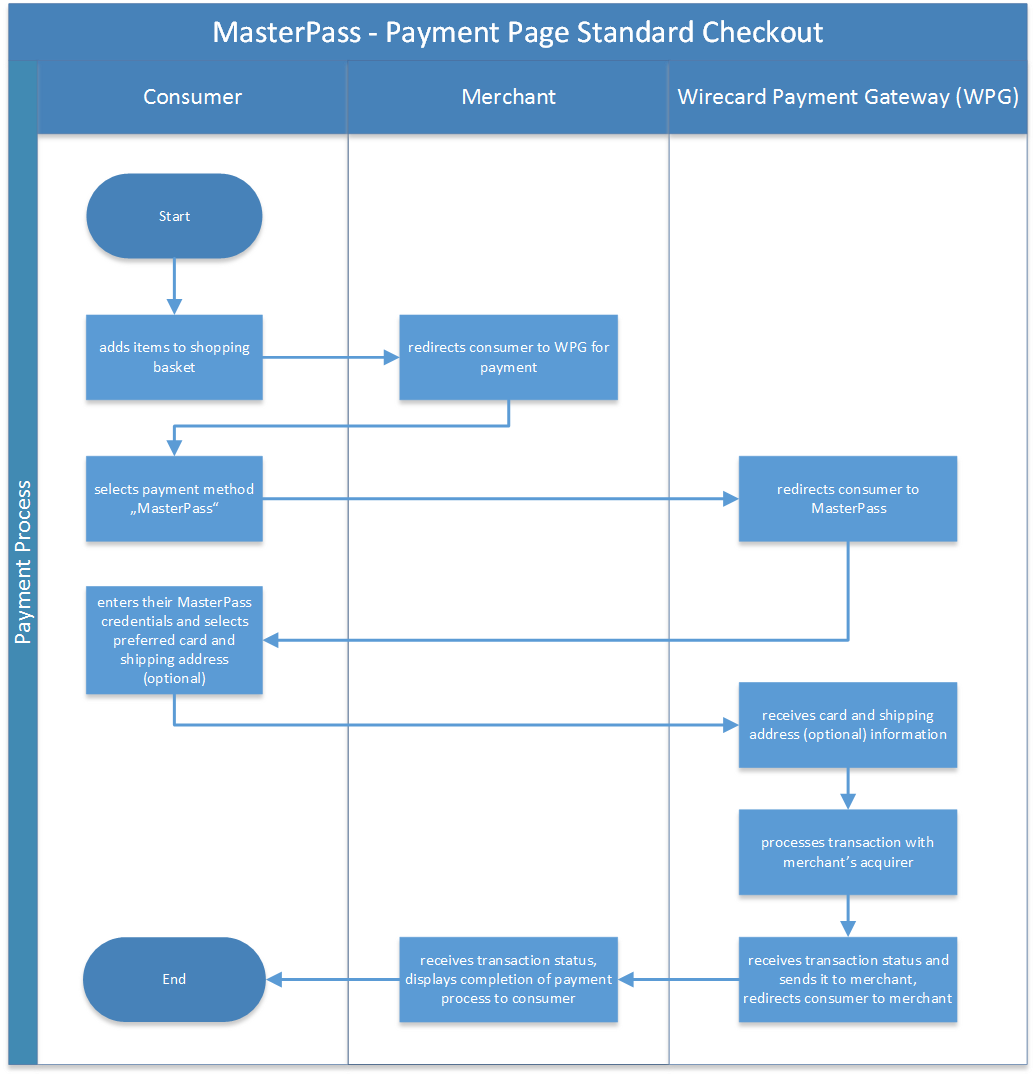 MasterPass - Payment Page Standard Checkout
Consumer
Merchant
Wirecard Payment Gateway (WPG)
Payment Process
Start
adds items to shopping
basket
redirects consumer to WPG for
payment
selects payment method
„MasterPass“
redirects consumer to
MasterPass
enters their MasterPass
credentials and selects
preferred card and
shipping address
(optional)
receives card and shipping
address (optional) information
processes transaction with
merchant’s acquirer
receives transaction status and
sends it to merchant,
redirects consumer to merchant
receives transaction status,
displays completion of payment
process to consumer
End